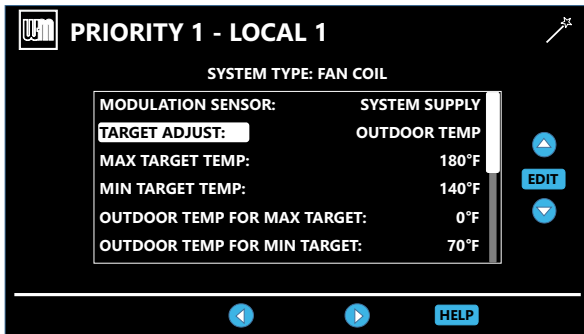 WM PRIORITY 1 - LOCAL 1
SYSTEM TYPE: FAN COIL
MODULATION SENSOR: SYSTEM SUPPLY
TARGET ADJUST: OUTDOOR TEMP
MAX TARGET TEMP: 180°F
MIN TARGET TEMP: 140°F
OUTDOOR TEMP FOR MAX TARGET: 0°F
OUTDOOR TEMP FOR MIN TARGET: 70°F
EDIT
HELP